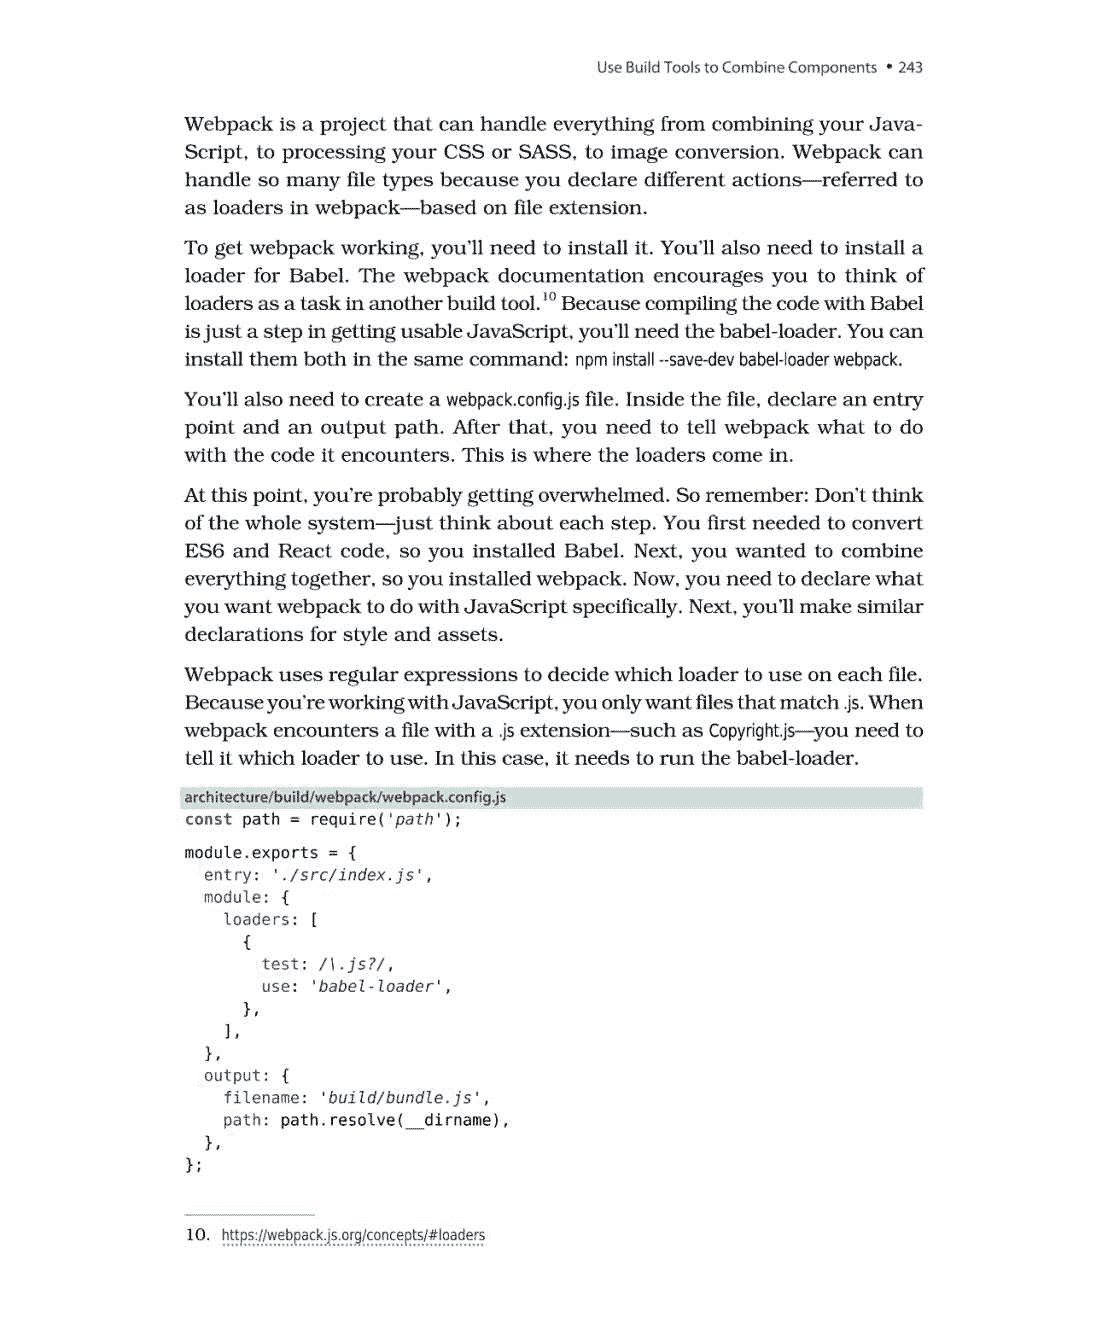 Use Build Tools to Combine Components • 243
Webpack is a project that can handle everything from combining your Java-
Script, to processing your CSS or SASS, to image conversion. Webpack can
handle so many file types because you declare different actions—referred to
as loaders in webpack—based on file extension.
To get webpack working, you'll need to install it. You'll also need to install a
loader for Babel. The webpack documentation encourages you to think of
loaders as a task in another build tool.10 Because compiling the code with Babel
is just a step in getting usable JavaScript, you'll need the babel-loader. You can
install them both in the same command: npm install --save-dev babel-loader webpack.
You'll also need to create a webpack.config.js file. Inside the file, declare an entry
point and an output path. After that, you need to tell webpack what to do
with the code it encounters. This is where the loaders come in.
At this point, you're probably getting overwhelmed. So remember: Don't think
of the whole system—just think about each step. You first needed to convert
ES6 and React code, so you installed Babel. Next, you wanted to combine
everything together, so you installed webpack. Now, you need to declare what
you want webpack to do with JavaScript specifically. Next, you'll make similar
declarations for style and assets.
Webpack uses regular expressions to decide which loader to use on each file.
Because you're working with JavaScript, you only want files that match .js. When
webpack encounters a file with a .js extension—such as Copyright.js—you need to
tell it which loader to use. In this case, it needs to run the babel-loader.
architecture/build/webpack/webpack.config.js
const path = require('path');
module.exports = {
  entry: './src/index.js',
  module: {
    loaders: [
      {
        test: /\.js?/,
        use: 'babel-loader',
      },
    ],
  },
  output: {
    filename: 'build/bundle.js',
    path: path.resolve(__dirname),
  },
};
10. https://webpack.js.org/concepts/#loaders